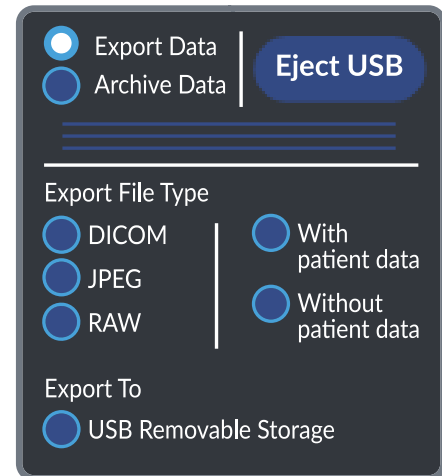 Export Data
Archive Data
Eject USB
Export File Type
DICOM
JPEG
RAW
With
patient data
Without
patient data
Export To
USB Removable Storage